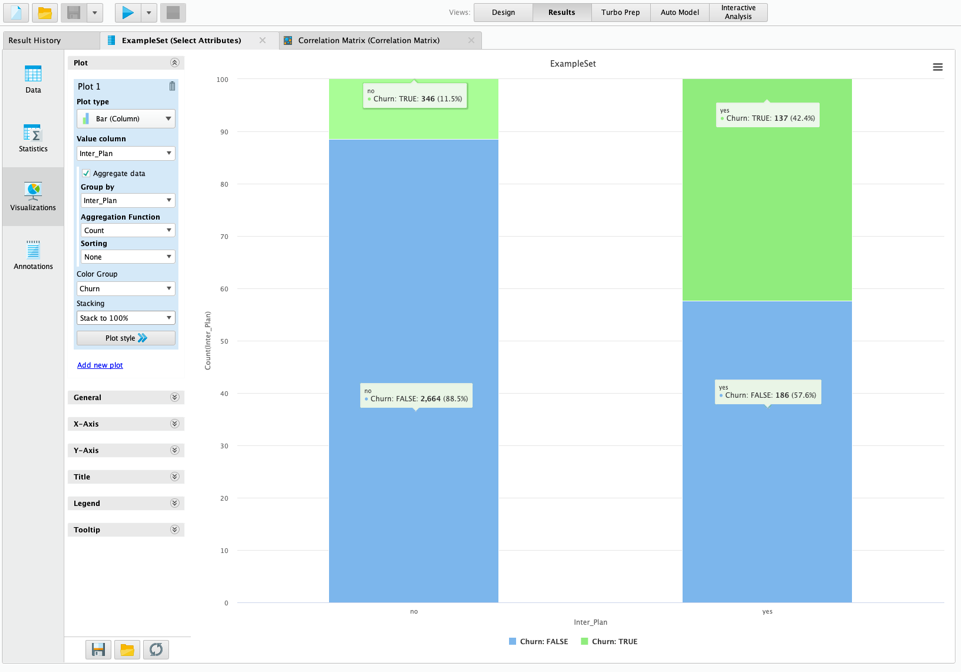 Views:
Design
Results
Turbo Prep
Auto Model
Interactive
Analysis
Result History
ExampleSet (Select Attributes)
Correlation Matrix (Correlation Matrix)
Data
Statistics
Visualizations
Annotations
Plot
Plot 1
Plot type
Bar (Column)
Value column
Inter_Plan
Aggregate data
Group by
Inter_Plan
Aggregation Function
Count
Sorting
None
Color Group
Churn
Stacking
Stack to 100%
Plot style
Add new plot
General
X-Axis
Y-Axis
Title
Legend
Tooltip
ExampleSet
Count(Inter_Plan)
100
90
80
70
60
50
40
30
20
10
0
no
Churn: TRUE: 346 (11.5%)
yes
Churn: TRUE: 137 (42.4%)
no
Churn: FALSE: 2,664 (88.5%)
yes
Churn: FALSE: 186 (57.6%)
no
yes
Inter_Plan
Churn: FALSE
Churn: TRUE